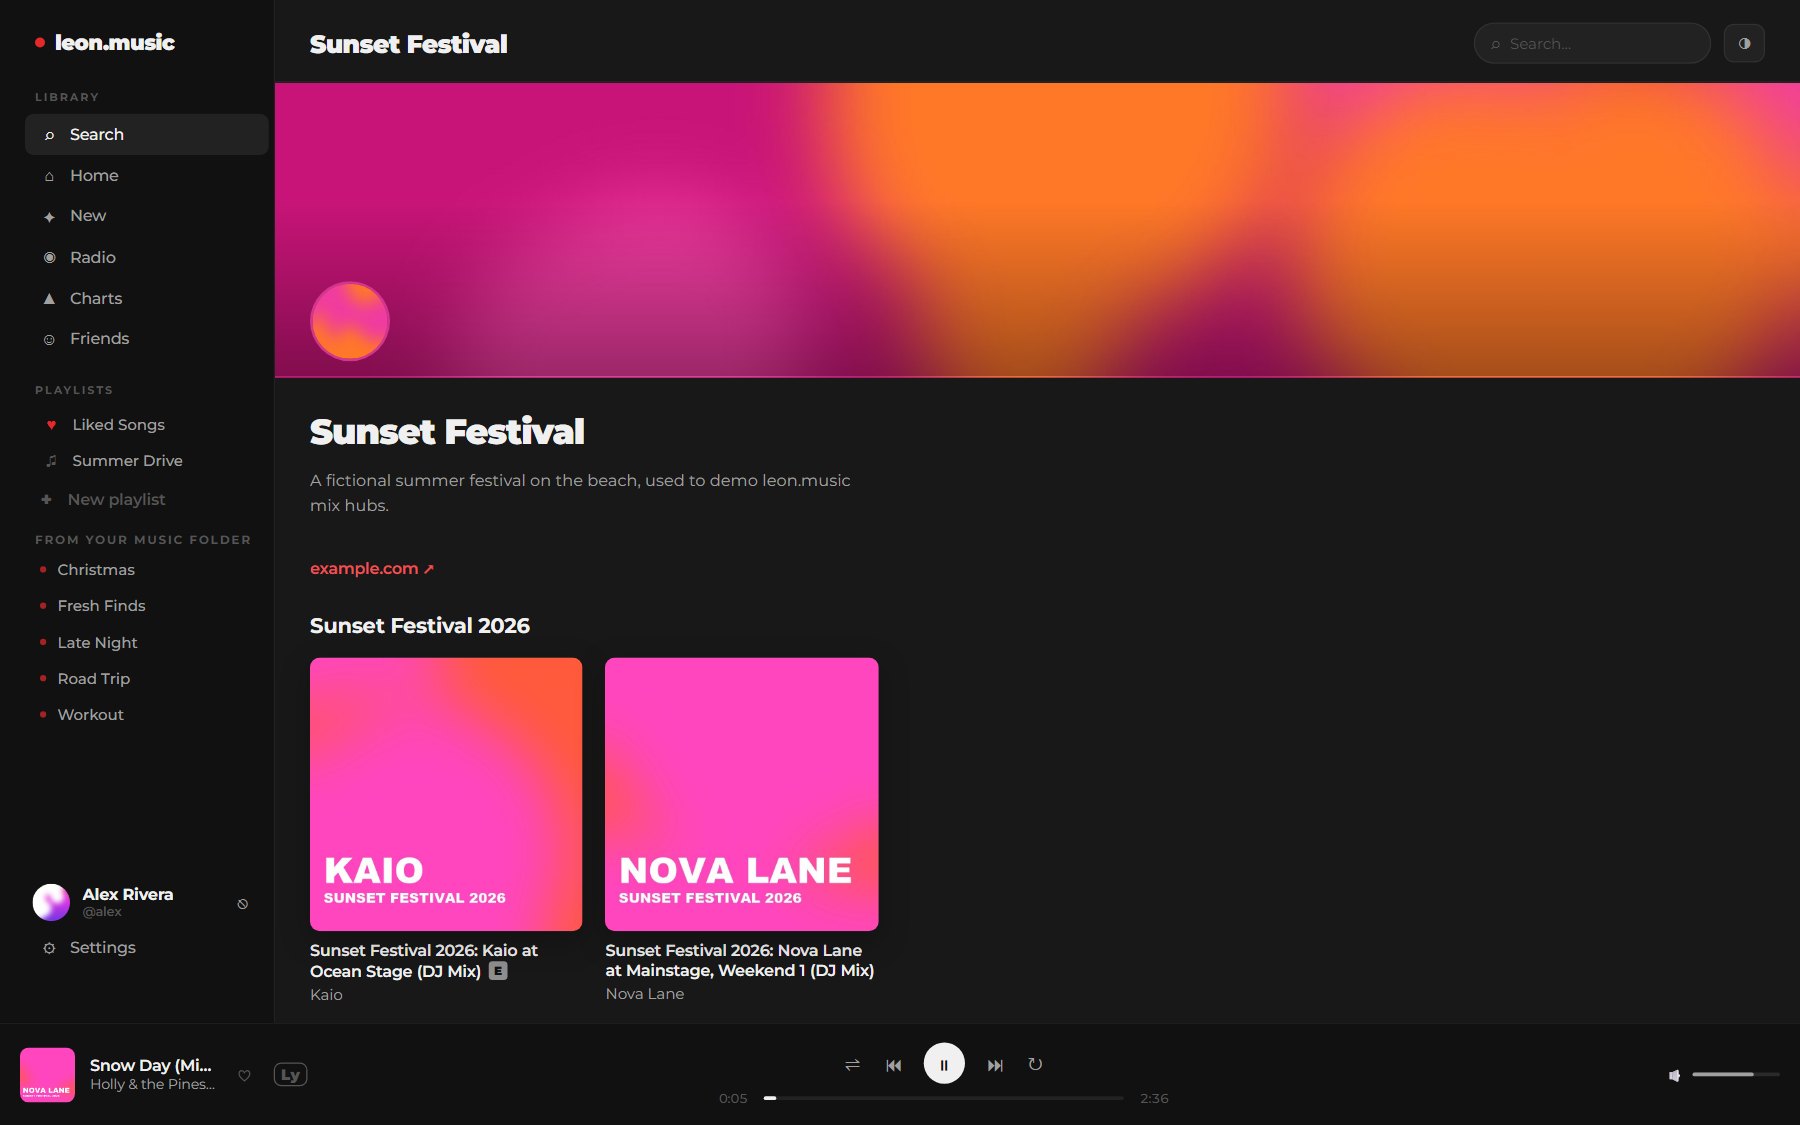 leon.music
LIBRARY
Search
Home
New
Radio
Charts
Friends
PLAYLISTS
Liked Songs
Summer Drive
New playlist
FROM YOUR MUSIC FOLDER
Christmas
Fresh Finds
Late Night
Road Trip
Workout
Alex Rivera
@alex
Settings
Sunset Festival
Search...
Sunset Festival
A fictional summer festival on the beach, used to demo leon.music
mix hubs.
example.com ↗
Sunset Festival 2026
KAIO
SUNSET FESTIVAL 2026
Sunset Festival 2026: Kaio at
Ocean Stage (DJ Mix) E
Kaio
NOVA LANE
SUNSET FESTIVAL 2026
Sunset Festival 2026: Nova Lane
at Mainstage, Weekend 1 (DJ Mix)
Nova Lane
NOVA LANE
Snow Day (Mi...
Holly & the Pines...
Ly
0:05
2:36